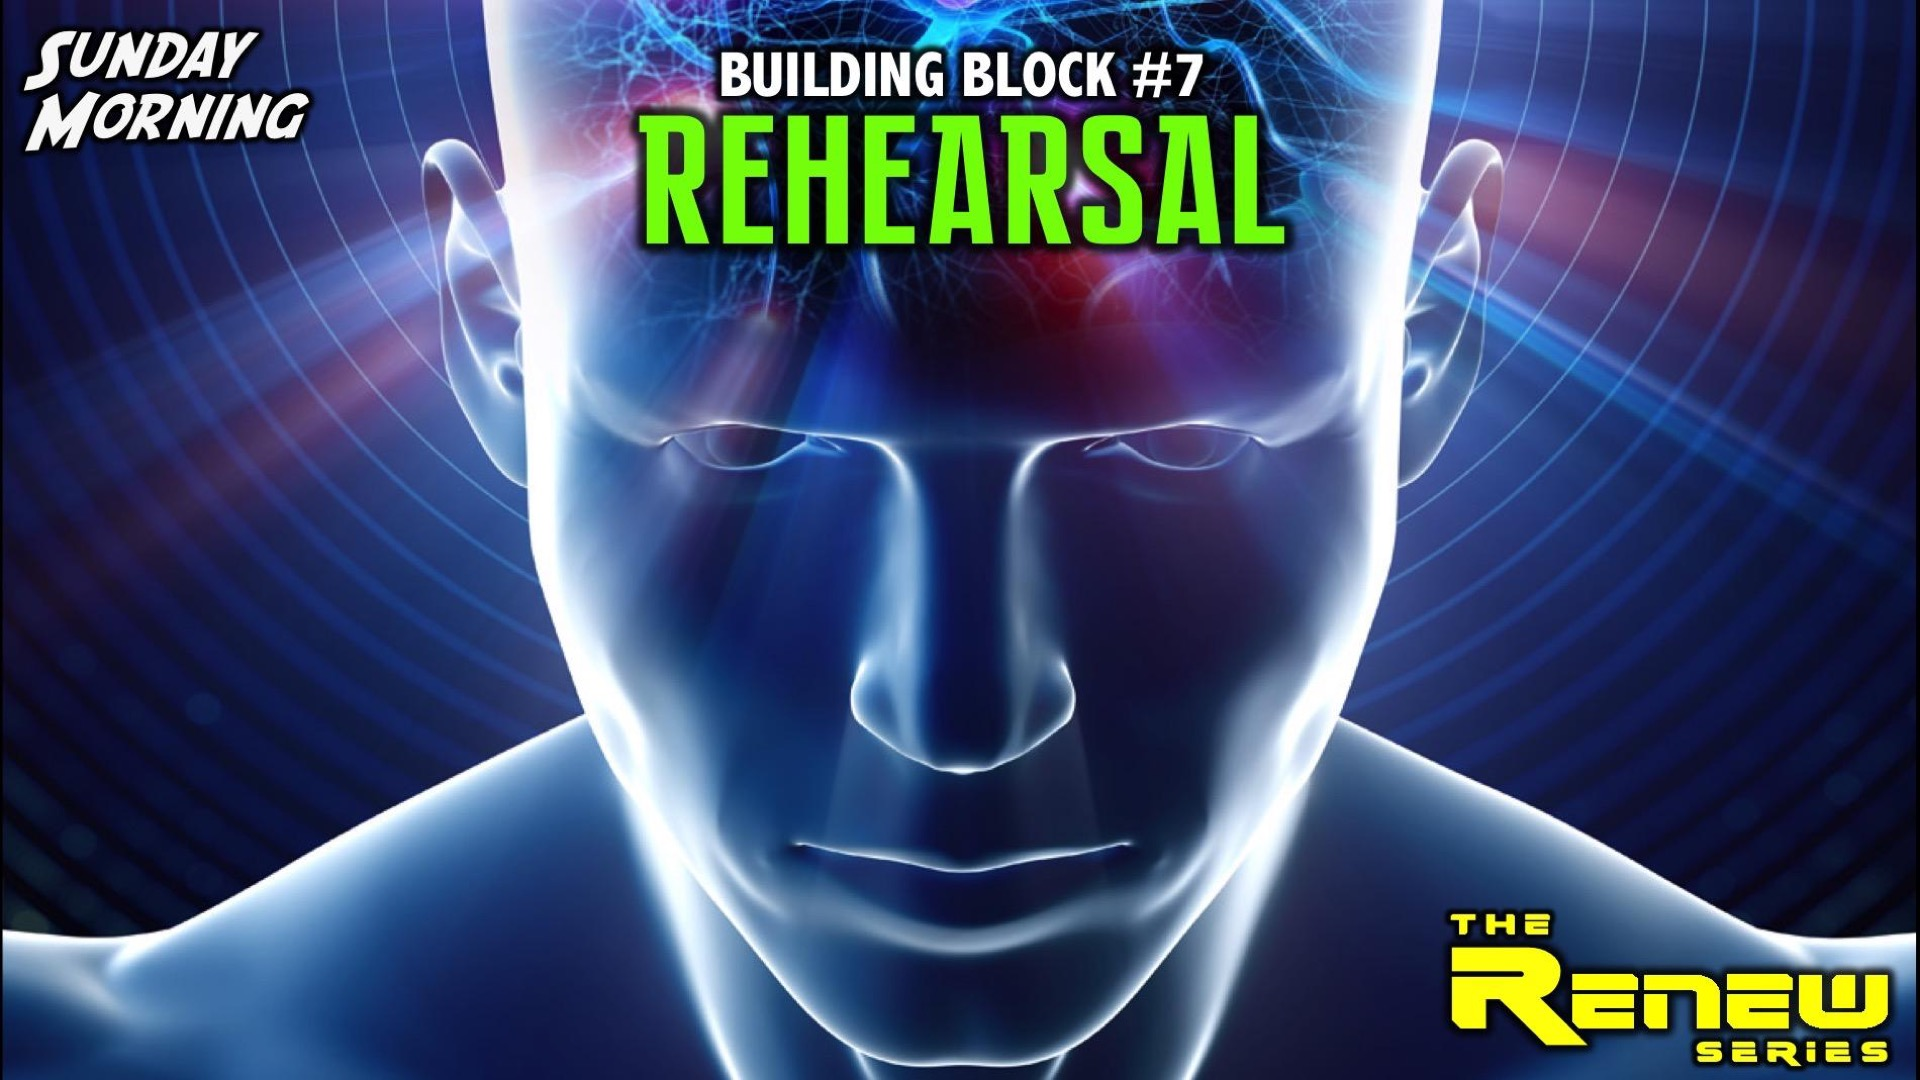 SUNDAY
MORNING
BUILDING BLOCK #7
REHEARSAL
THE
RENEW
SERIES